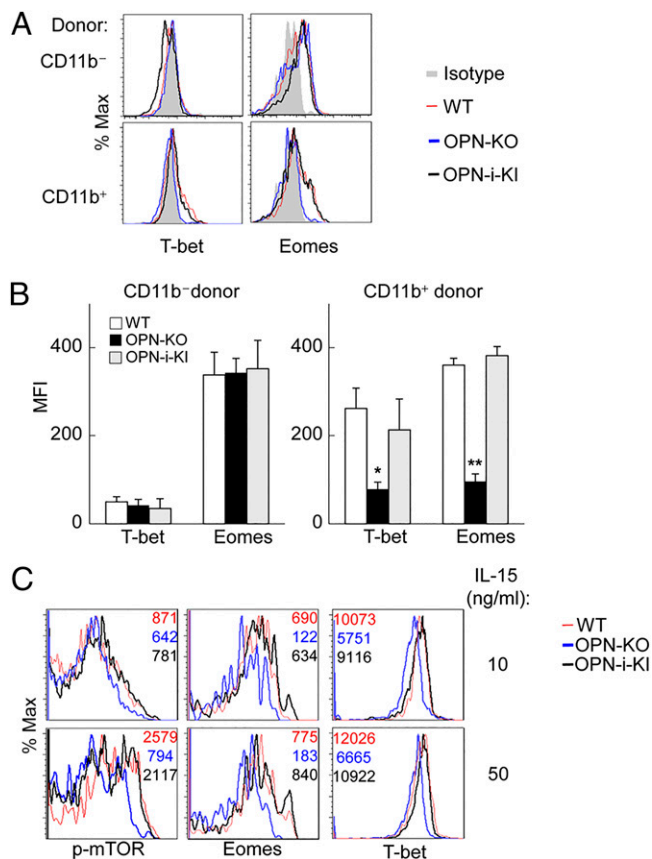 A
Donor:
CD11b⁻
CD11b⁺
% Max
T-bet
Eomes
Isotype
WT
OPN-KO
OPN-i-KI
B
CD11b⁻donor
CD11b⁺ donor
WT
OPN-KO
OPN-i-KI
MFI
400
200
0
T-bet
Eomes
400
200
0
*
**
T-bet
Eomes
C
IL-15
(ng/ml):
871
642
781
690
122
634
10073
5751
9116
10
2579
794
2117
775
183
840
12026
6665
10922
50
% Max
p-mTOR
Eomes
T-bet
WT
OPN-KO
OPN-i-KI